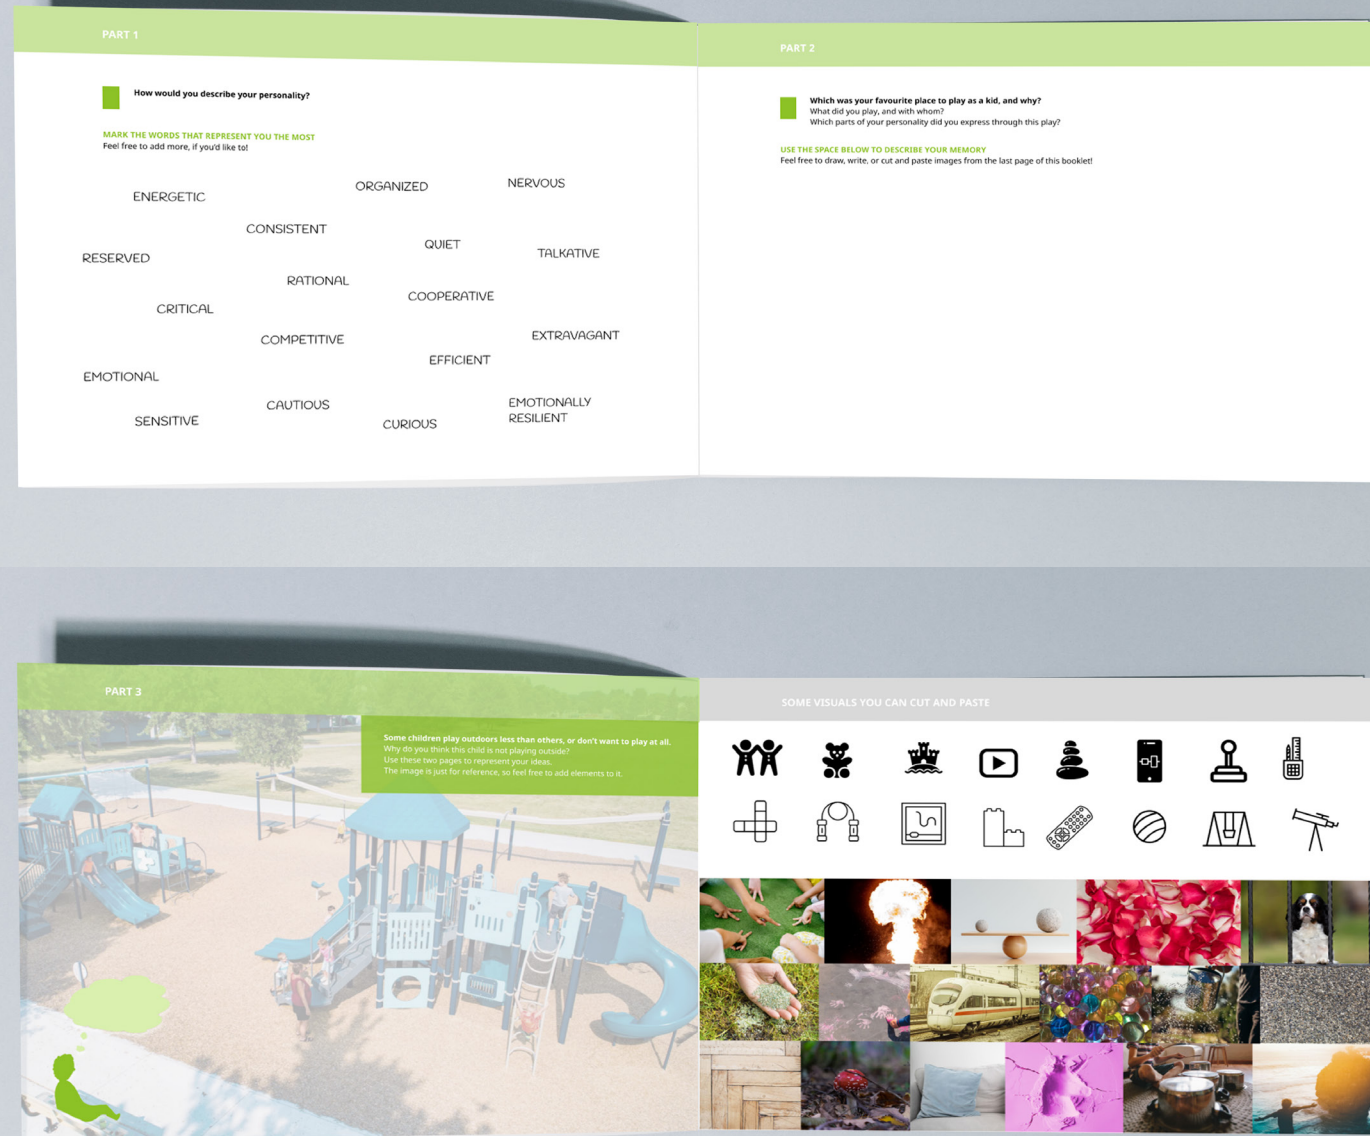 PART 1
How would you describe your personality?
MARK THE WORDS THAT REPRESENT YOU THE MOST
Feel free to add more, if you'd like to!
ENERGETIC
ORGANIZED
NERVOUS
CONSISTENT
QUIET
TALKATIVE
RESERVED
RATIONAL
COOPERATIVE
CRITICAL
COMPETITIVE
EXTRAVAGANT
EFFICIENT
EMOTIONAL
CAUTIOUS
EMOTIONALLY
RESILIENT
SENSITIVE
CURIOUS
PART 2
Which was your favourite place to play as a kid, and why?
What did you play, and with whom?
Which parts of your personality did you express through this play?
USE THE SPACE BELOW TO DESCRIBE YOUR MEMORY
Feel free to draw, write, or cut and paste images from the last page of this booklet!
PART 3
Some children play outdoors less than others, or don't want to play at all.
Why do you think this child is not playing outside?
Use these two pages to represent your ideas.
The image is just for reference, so feel free to add elements to it.
SOME VISUALS YOU CAN CUT AND PASTE